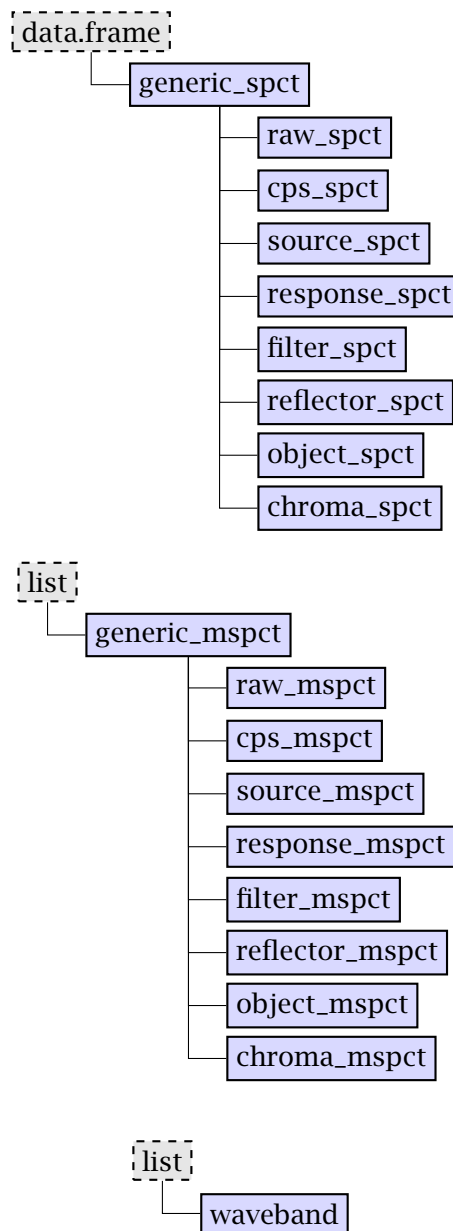 data.frame
generic_spct
raw_spct
cps_spct
source_spct
response_spct
filter_spct
reflector_spct
object_spct
chroma_spct
list
generic_mspct
raw_mspct
cps_mspct
source_mspct
response_mspct
filter_mspct
reflector_mspct
object_mspct
chroma_mspct
list
waveband